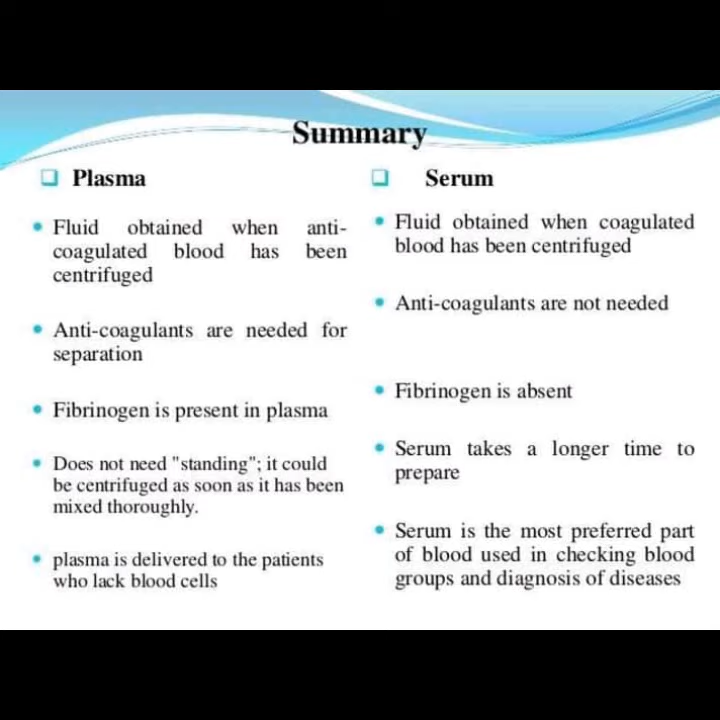 Summary
Plasma
Fluid obtained when anti-
coagulated blood has been
centrifuged
Anti-coagulants are needed for
separation
Fibrinogen is present in plasma
Does not need "standing"; it could
be centrifuged as soon as it has been
mixed thoroughly.
plasma is delivered to the patients
who lack blood cells
Serum
Fluid obtained when coagulated
blood has been centrifuged
Anti-coagulants are not needed
Fibrinogen is absent
Serum takes a longer time to
prepare
Serum is the most preferred part
of blood used in checking blood
groups and diagnosis of diseases